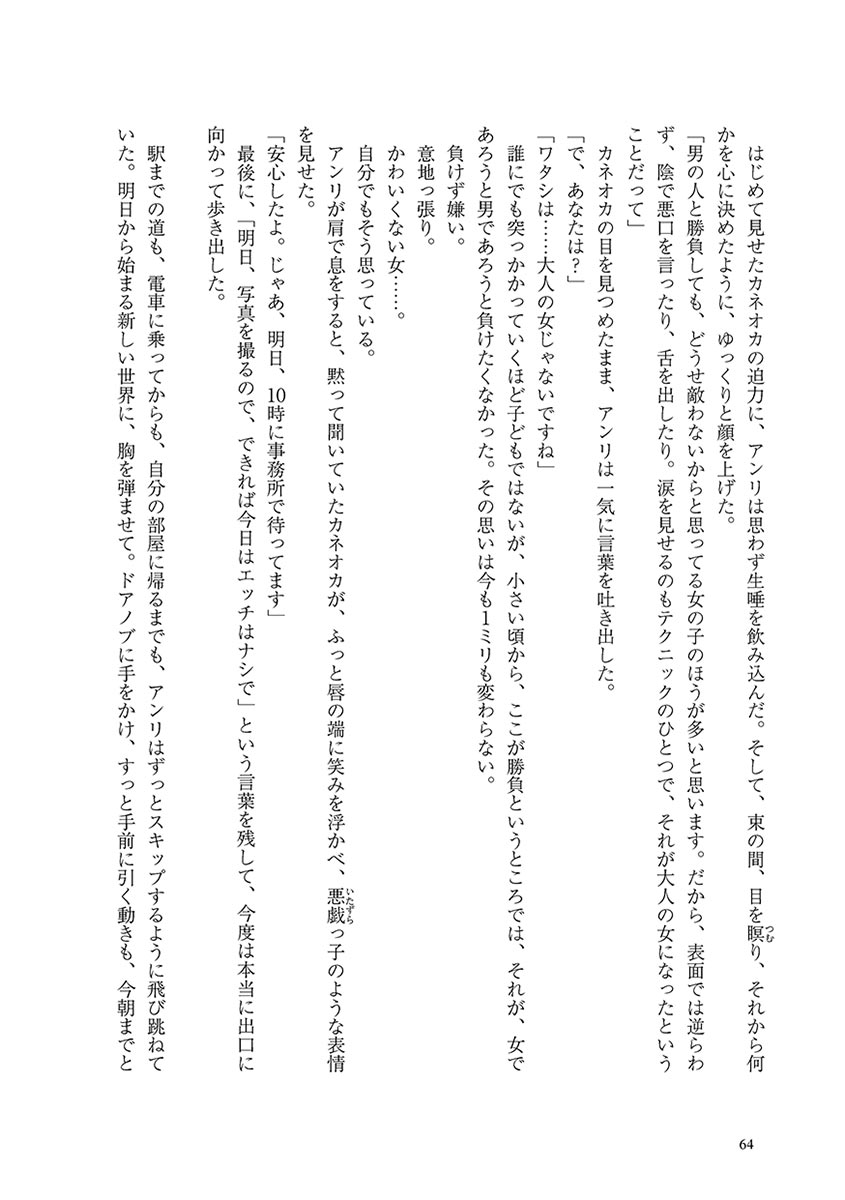 はじめて見せたカネオカの迫力に、アンリは思わず生唾を飲み込んだ。そして、束の間、目を瞑り、それから何
かを心に決めたように、ゆっくりと顔を上げた。
「男の人と勝負しても、どうせ敵わないからと思ってる女の子のほうが多いと思います。だから、表面では逆らわ
ず、陰で悪口を言ったり、舌を出したり。涙を見せるのもテクニックのひとつで、それが大人の女になったという
ことだって」
カネオカの目を見つめたまま、アンリは一気に言葉を吐き出した。
「で、あなたは？」
「ワタシは……大人の女じゃないですね」
誰にでも突っかかっていくほど子どもではないが、小さい頃から、ここが勝負というところでは、それが、女で
あろうと男であろうと負けたくなかった。その思いは今も１ミリも変わらない。
負けず嫌い。
意地っ張り。
かわいくない女……。
自分でもそう思っている。
アンリが肩で息をすると、黙って聞いていたカネオカが、ふっと唇の端に笑みを浮かべ、悪戯っ子のような表情
を見せた。
「安心したよ。じゃあ、明日、10時に事務所で待ってます」
最後に、「明日、写真を撮るので、できれば今日はエッチはナシで」という言葉を残して、今度は本当に出口に
向かって歩き出した。
駅までの道も、電車に乗ってからも、自分の部屋に帰るまでも、アンリはずっとスキップするように飛び跳ねて
いた。明日から始まる新しい世界に、胸を弾ませて。ドアノブに手をかけ、すっと手前に引く動きも、今朝までと
つむ
いたずら
64